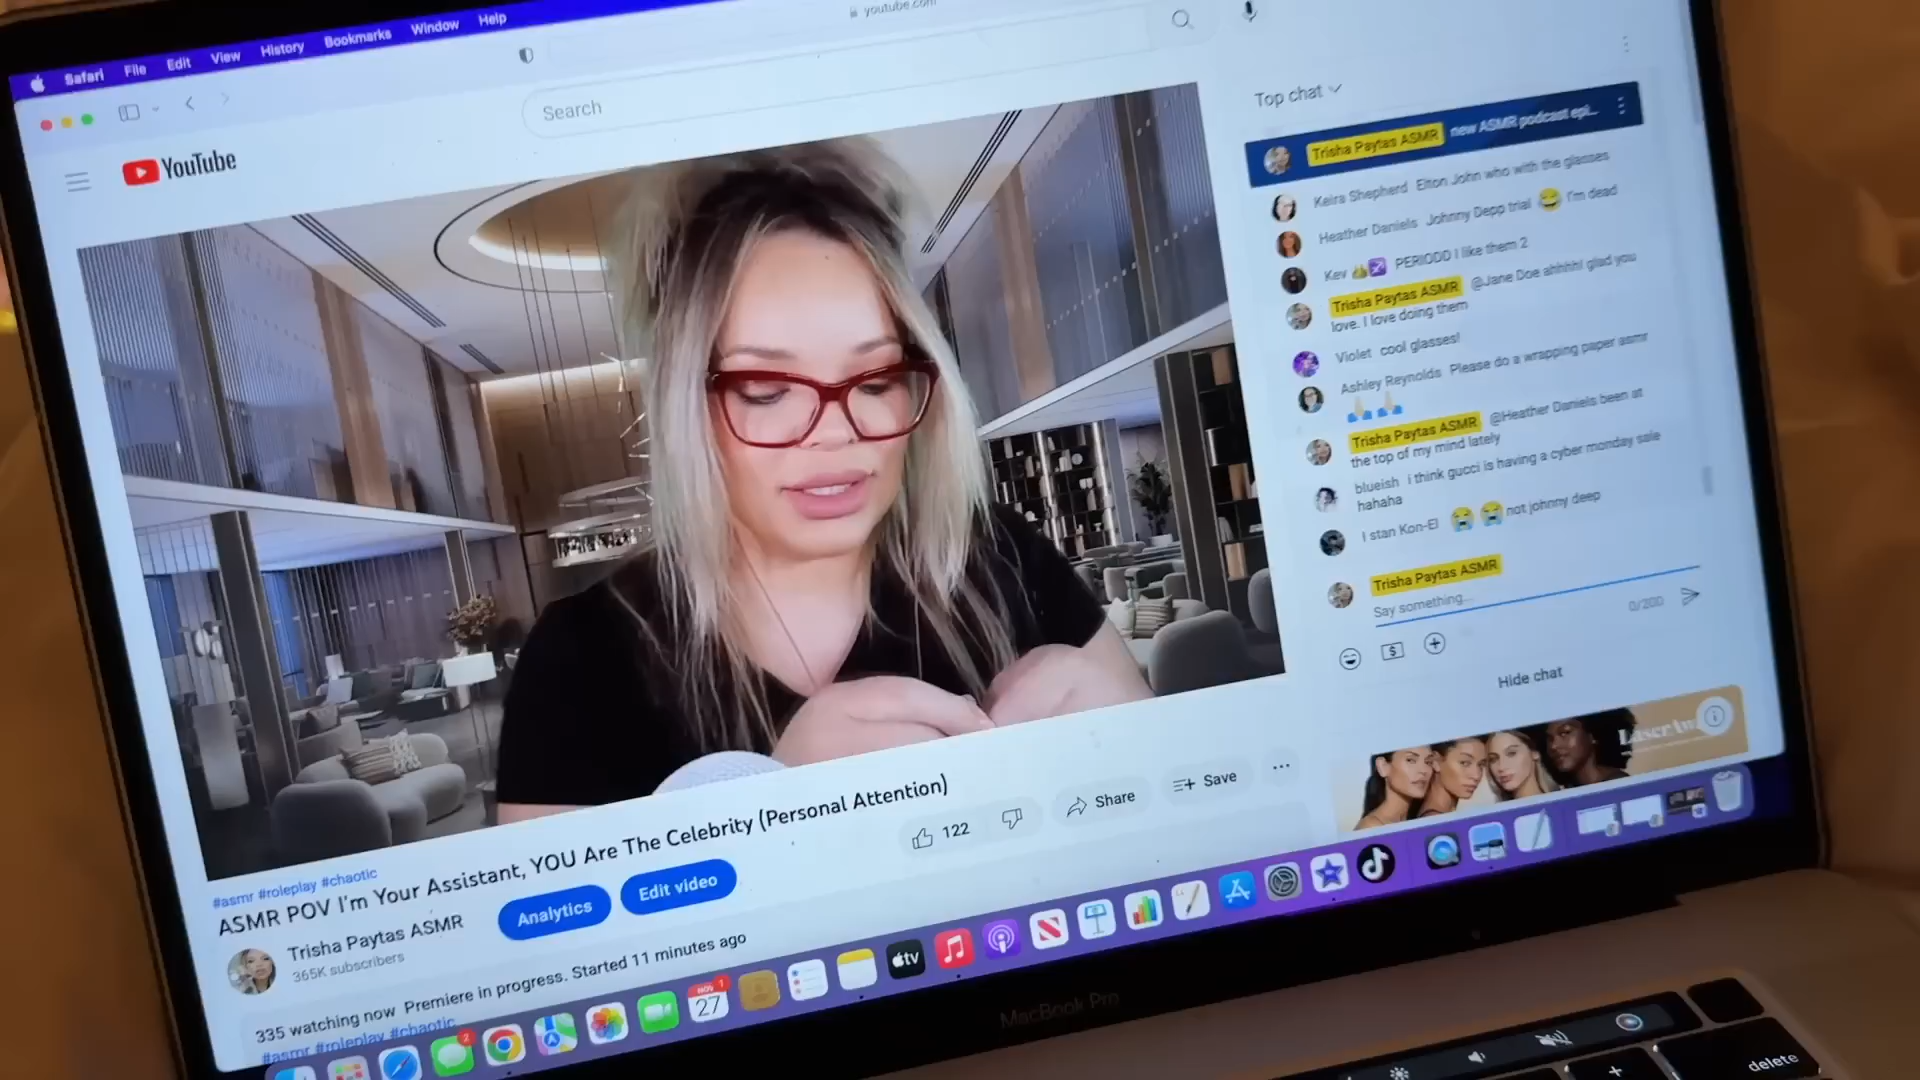 Safari File Edit View History Bookmarks Window Help
youtube.com
YouTube
Search
Top chat
Trisha Paytas ASMR new ASMR podcast epi...
Keira Shepherd Elton John who with the glasses
Heather Daniels Johnny Depp trial 😂 I'm dead
Kev PERIODD I like them 2
Trisha Paytas ASMR @Jane Doe ahhhh! glad you
love. I love doing them
Violet cool glasses!
Ashley Reynolds Please do a wrapping paper asmr
🙏🙏
Trisha Paytas ASMR @Heather Daniels been at
the top of my mind lately
blueish i think gucci is having a cyber monday sale
hahaha
I stan Kon-El 😭😭 not johnny deep
Trisha Paytas ASMR
Say something...
0/200
Hide chat
#asmr #roleplay #chaotic
ASMR POV I'm Your Assistant, YOU Are The Celebrity (Personal Attention)
122
Share
Save
Trisha Paytas ASMR
365K subscribers
Analytics
Edit video
335 watching now Premiere in progress. Started 11 minutes ago
#asmr #roleplay #chaotic
2
NOV 1
27
tv
MacBook Pro
delete